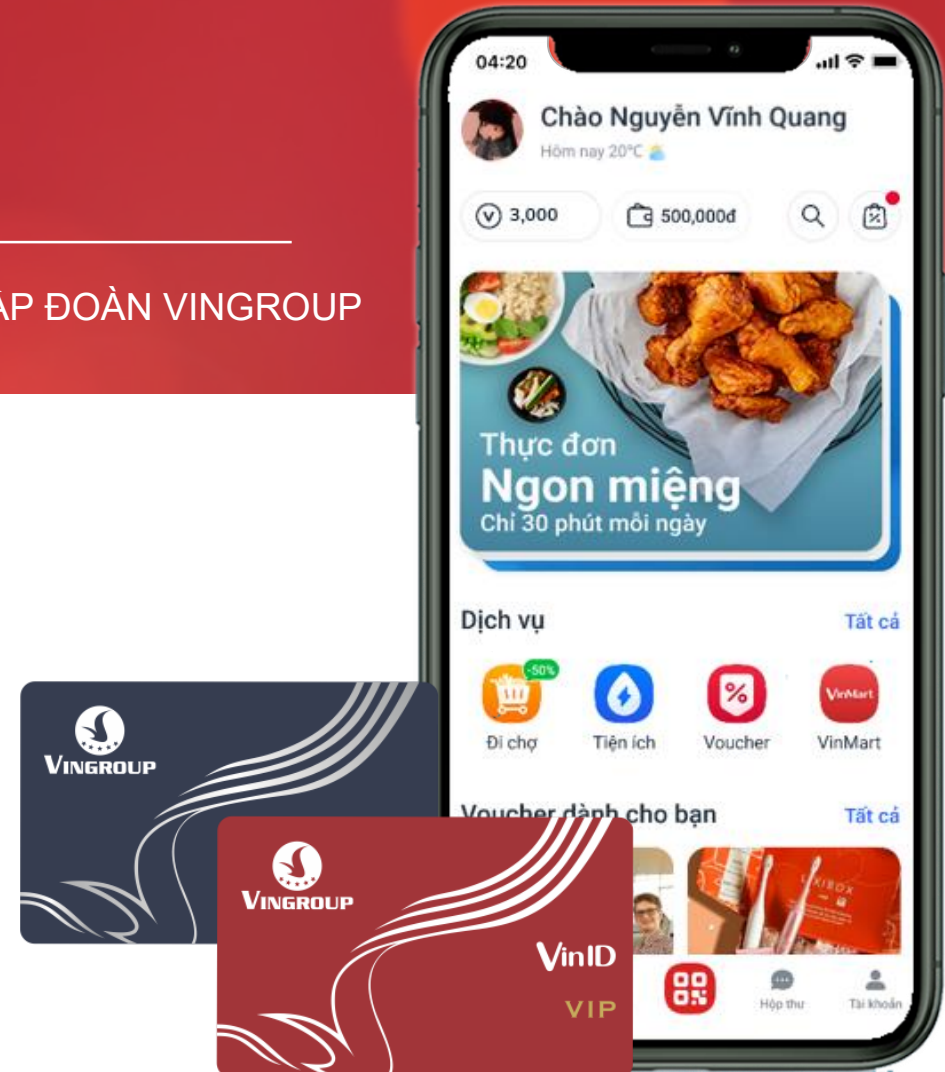 04:20
Chào Nguyễn Vĩnh Quang
Hôm nay 20°C
3,000
500,000đ
ẬP ĐOÀN VINGROUP
Thực đơn
Ngon miệng
Chỉ 30 phút mỗi ngày
Dịch vụ
Tất cả
-50%
VinMart
Đi chợ
Tiện ích
Voucher
VinMart
VINGROUP
Voucher dành cho bạn
Tất cả
VINGROUP
VinID
VIP
Hộp thư
Tài khoản